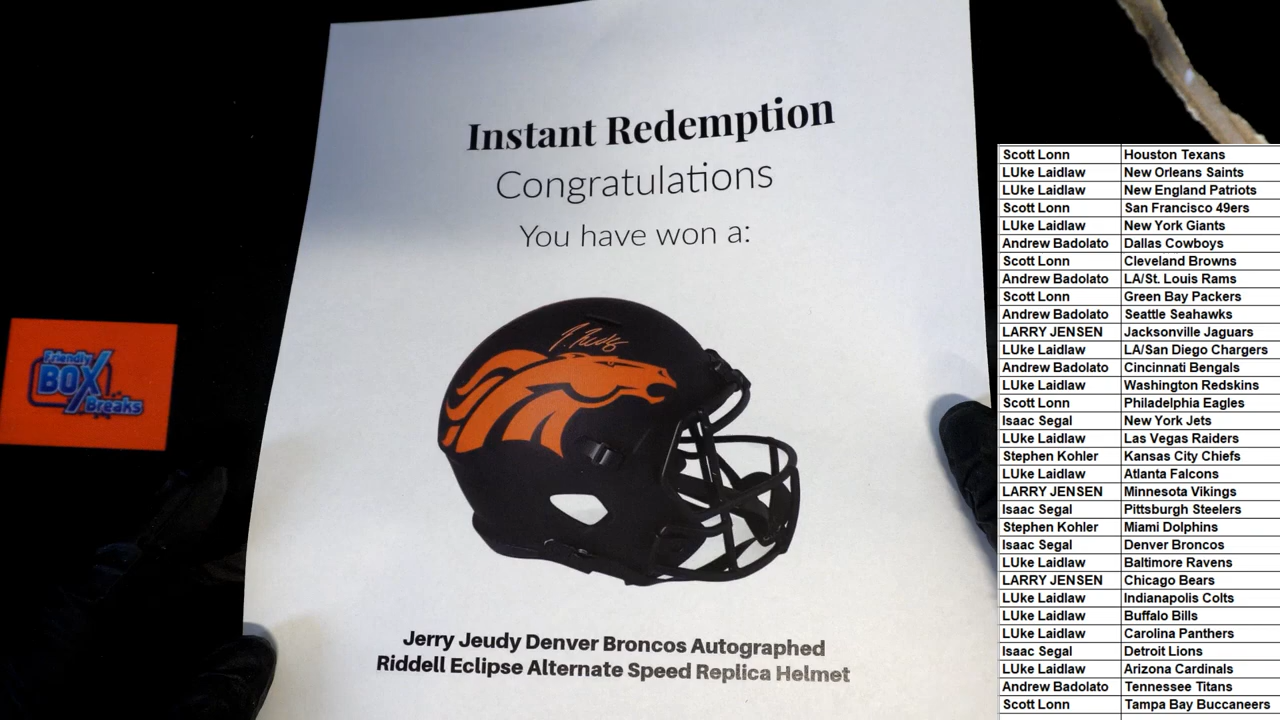 Instant Redemption
Congratulations
You have won a:
J. Jeudy
Jerry Jeudy Denver Broncos Autographed
Riddell Eclipse Alternate Speed Replica Helmet
Friendly
BOX
Breaks
Scott Lonn Houston Texans
LUke Laidlaw New Orleans Saints
LUke Laidlaw New England Patriots
Scott Lonn San Francisco 49ers
LUke Laidlaw New York Giants
Andrew Badolato Dallas Cowboys
Scott Lonn Cleveland Browns
Andrew Badolato LA/St. Louis Rams
Scott Lonn Green Bay Packers
Andrew Badolato Seattle Seahawks
LARRY JENSEN Jacksonville Jaguars
LUke Laidlaw LA/San Diego Chargers
Andrew Badolato Cincinnati Bengals
LUke Laidlaw Washington Redskins
Scott Lonn Philadelphia Eagles
Isaac Segal New York Jets
LUke Laidlaw Las Vegas Raiders
Stephen Kohler Kansas City Chiefs
LUke Laidlaw Atlanta Falcons
LARRY JENSEN Minnesota Vikings
Isaac Segal Pittsburgh Steelers
Stephen Kohler Miami Dolphins
Isaac Segal Denver Broncos
LUke Laidlaw Baltimore Ravens
LARRY JENSEN Chicago Bears
LUke Laidlaw Indianapolis Colts
LUke Laidlaw Buffalo Bills
LUke Laidlaw Carolina Panthers
Isaac Segal Detroit Lions
LUke Laidlaw Arizona Cardinals
Andrew Badolato Tennessee Titans
Scott Lonn Tampa Bay Buccaneers